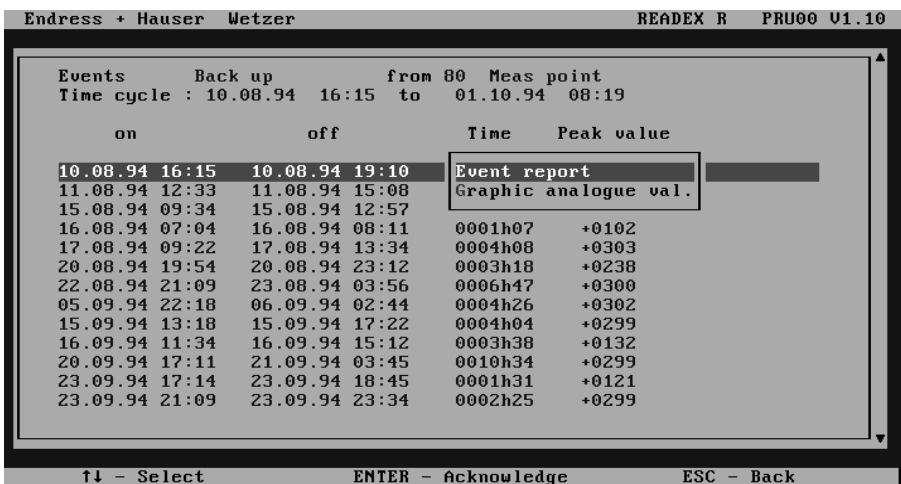 Endress + Hauser Wetzer READEX R PRU00 V1.10
Events Back up from 80 Meas point
Time cycle : 10.08.94 16:15 to 01.10.94 08:19
on off Time Peak value
10.08.94 16:15 10.08.94 19:10 Event report
11.08.94 12:33 11.08.94 15:08 Graphic analogue val.
15.08.94 09:34 15.08.94 12:57
16.08.94 07:04 16.08.94 08:11 0001h07 +0102
17.08.94 09:22 17.08.94 13:34 0004h08 +0303
20.08.94 19:54 20.08.94 23:12 0003h18 +0238
22.08.94 21:09 23.08.94 03:56 0006h47 +0300
05.09.94 22:18 06.09.94 02:44 0004h26 +0302
15.09.94 13:18 15.09.94 17:22 0004h04 +0299
16.09.94 11:34 16.09.94 15:12 0003h38 +0132
20.09.94 17:11 21.09.94 03:45 0010h34 +0299
23.09.94 17:14 23.09.94 18:45 0001h31 +0121
23.09.94 21:09 23.09.94 23:34 0002h25 +0299
↑↓ - Select ENTER - Acknowledge ESC - Back